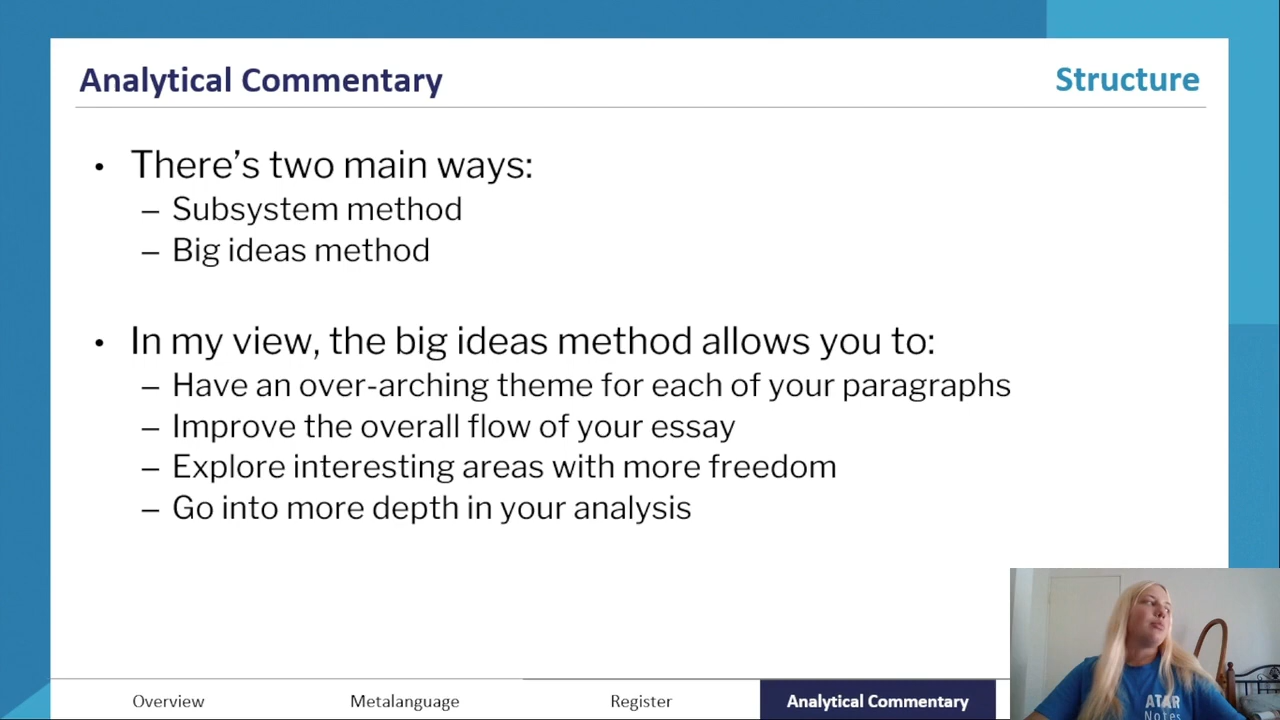 Analytical Commentary
Structure
• There's two main ways:
– Subsystem method
– Big ideas method
• In my view, the big ideas method allows you to:
– Have an over-arching theme for each of your paragraphs
– Improve the overall flow of your essay
– Explore interesting areas with more freedom
– Go into more depth in your analysis
Overview
Metalanguage
Register
Analytical Commentary
ATAR
Notes